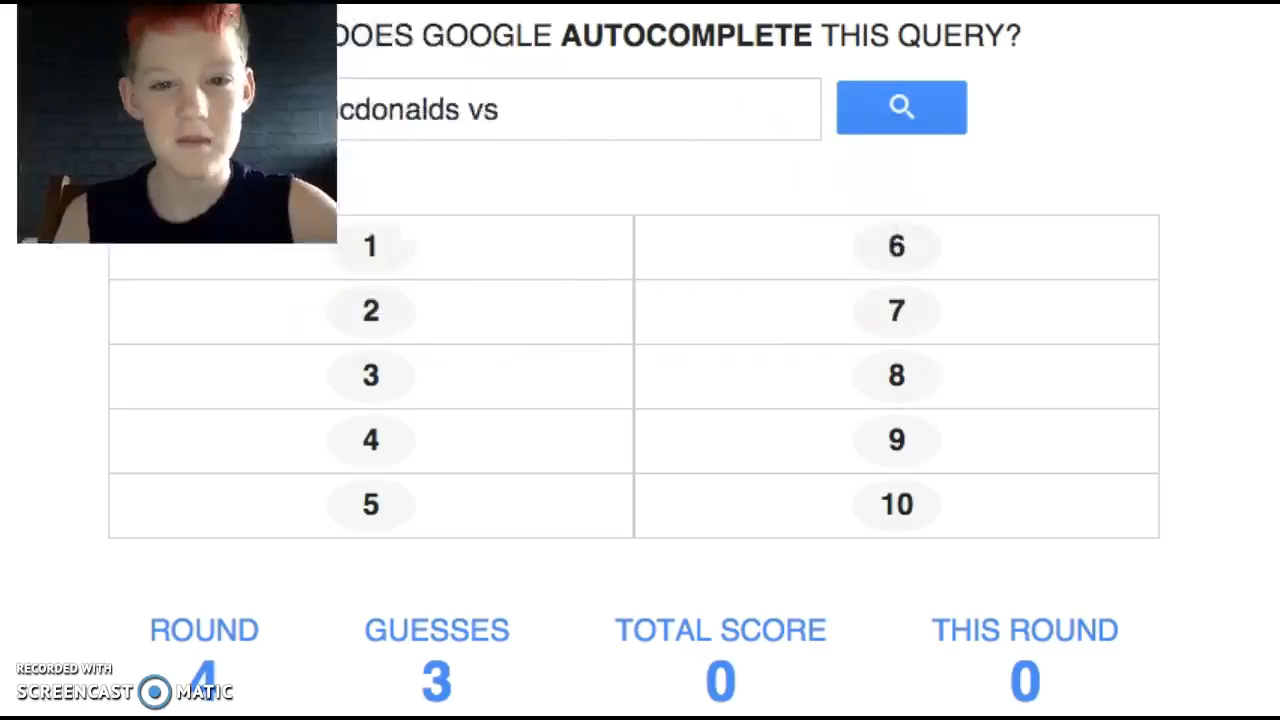 DOES GOOGLE AUTOCOMPLETE THIS QUERY?
cdonalds vs
1 6
2 7
3 8
4 9
5 10
ROUND GUESSES TOTAL SCORE THIS ROUND
4 3 0 0
RECORDED WITH
SCREENCAST MATIC